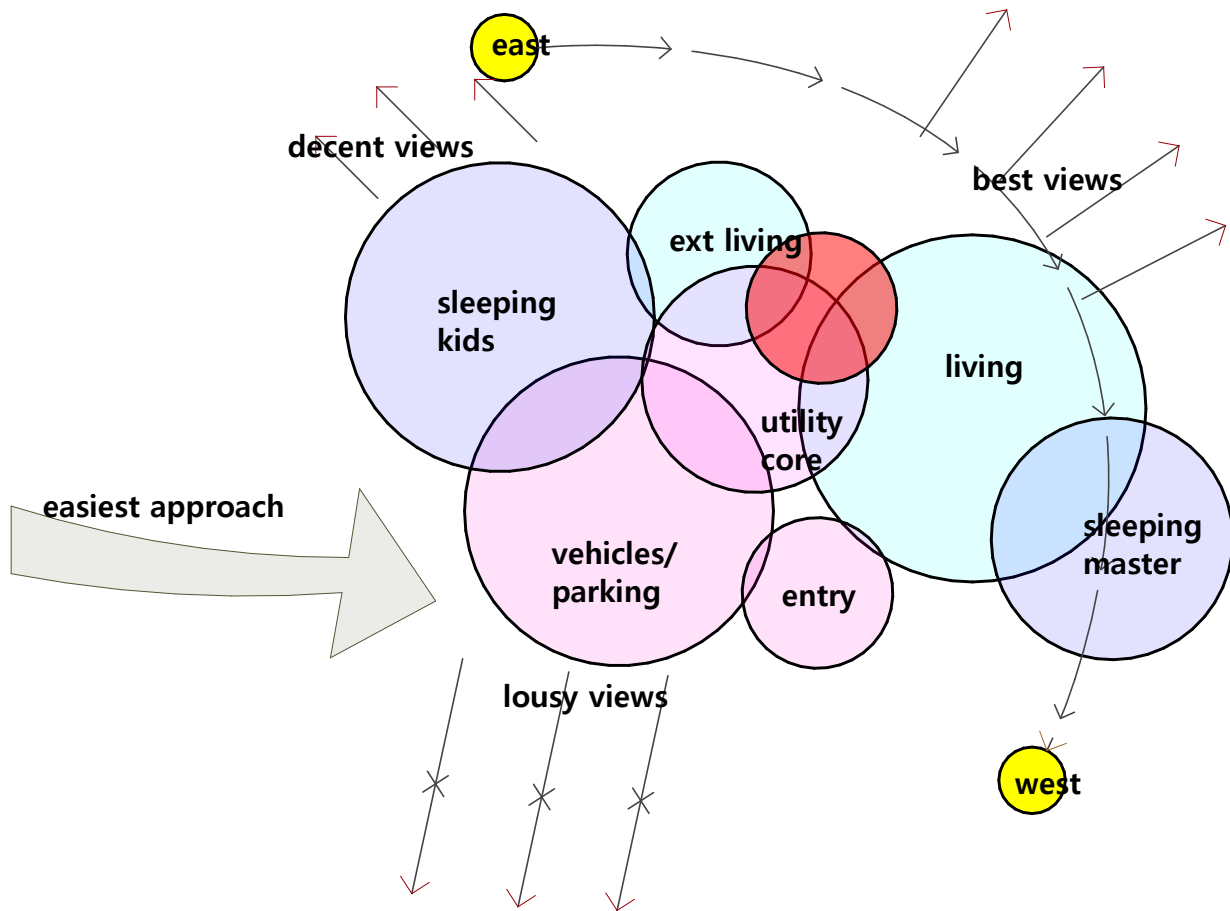 east
decent views
best views
ext living
sleeping
kids
living
utility
core
easiest approach
sleeping
master
vehicles/
parking
entry
lousy views
west